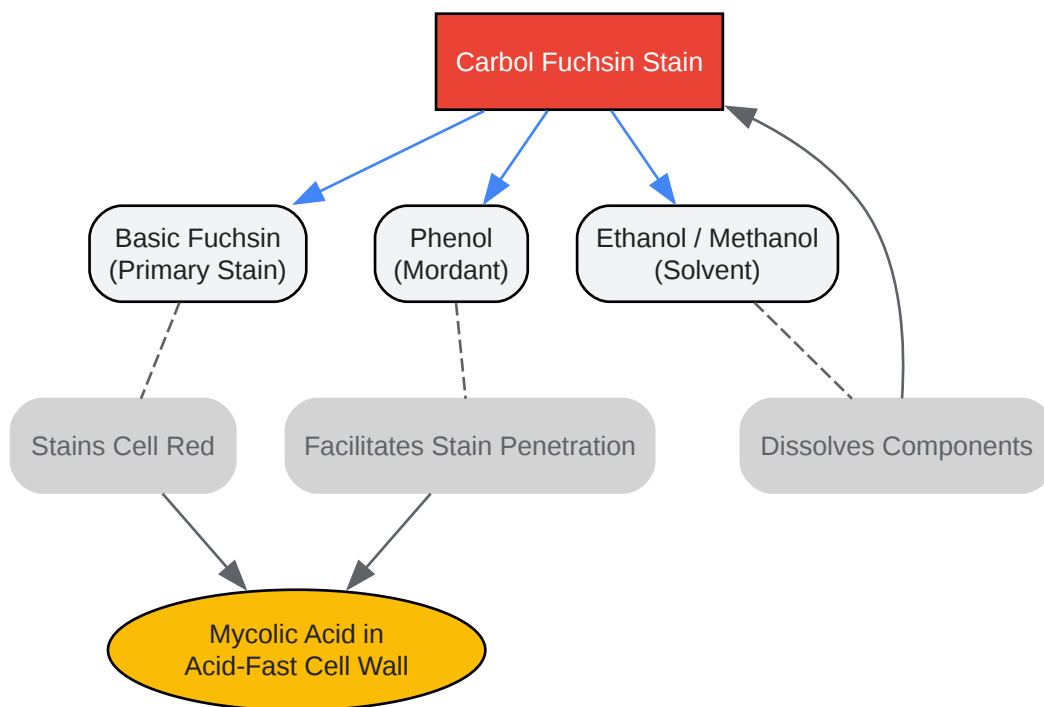 Carbol Fuchsin Stain
Basic Fuchsin
(Primary Stain)
Phenol
(Mordant)
Ethanol / Methanol
(Solvent)
Stains Cell Red
Facilitates Stain Penetration
Dissolves Components
Mycolic Acid in
Acid-Fast Cell Wall